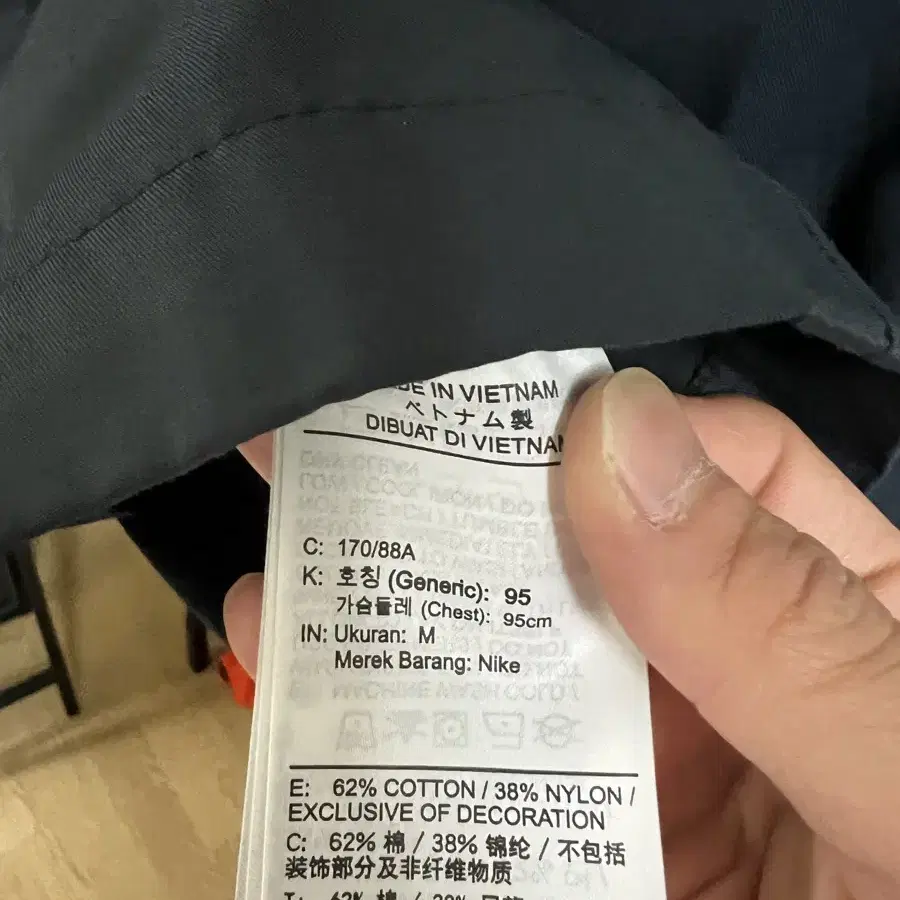 DE IN VIETNAM
ベトナム製
DIBUAT DI VIETNAM
C: 170/88A
K: 호칭 (Generic): 95
가슴둘레 (Chest): 95cm
IN: Ukuran: M
Merek Barang: Nike
E: 62% COTTON / 38% NYLON /
EXCLUSIVE OF DECORATION
C: 62% 棉 / 38% 锦纶 / 不包括
装饰部分及非纤维物质